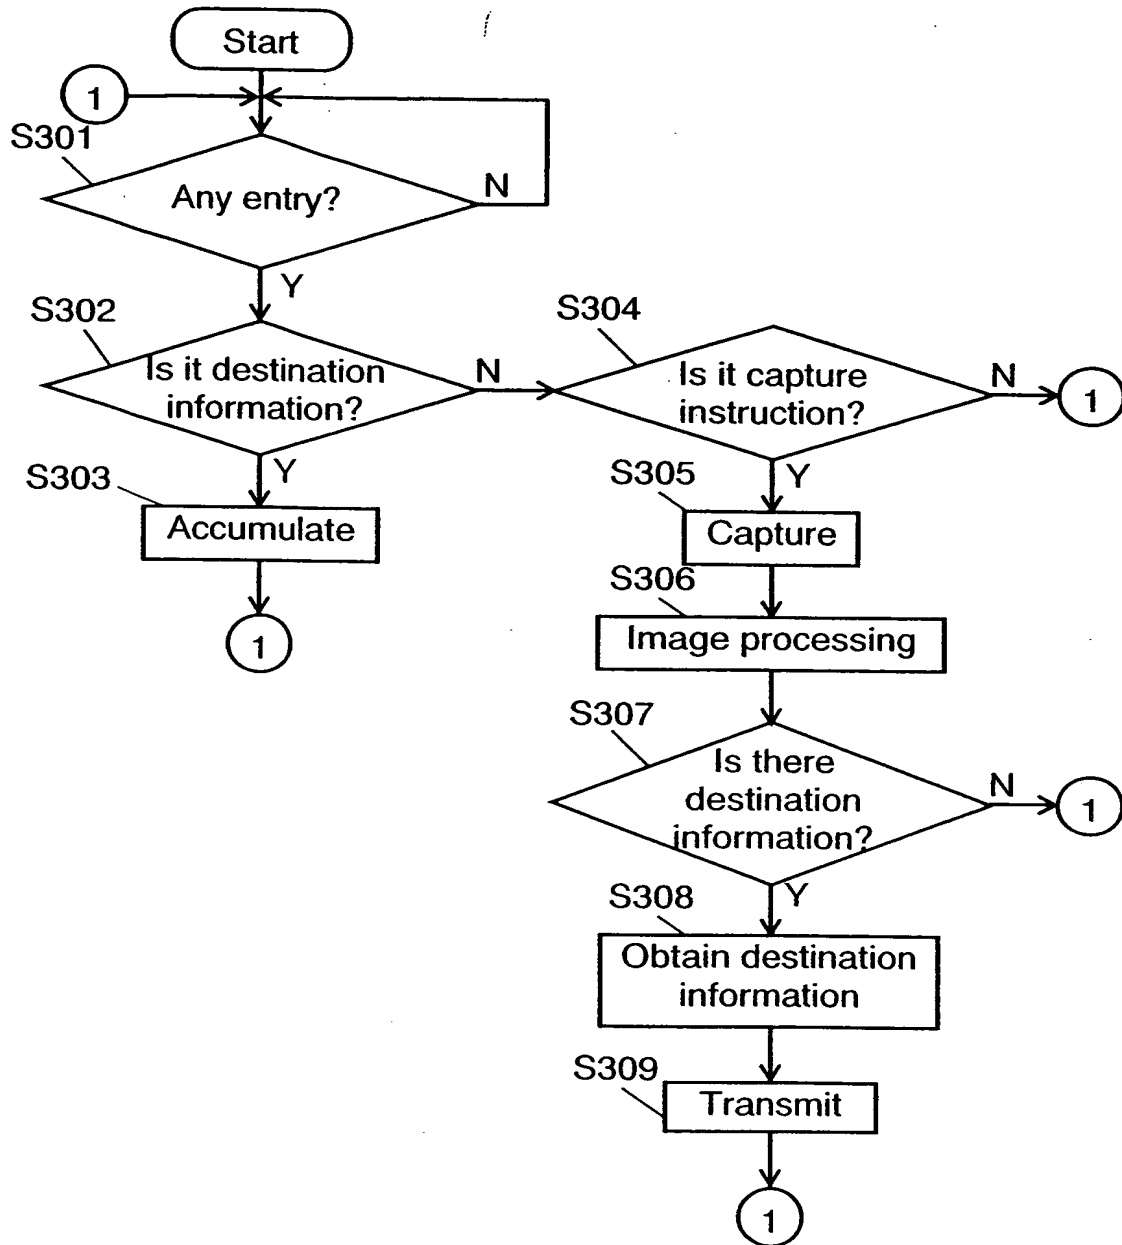 Start
1
S301
Any entry?
N
Y
S302
Is it destination
information?
N
Y
S303
Accumulate
1
S304
Is it capture
instruction?
N
1
Y
S305
Capture
S306
Image processing
S307
Is there
destination
information?
N
1
Y
S308
Obtain destination
information
S309
Transmit
1